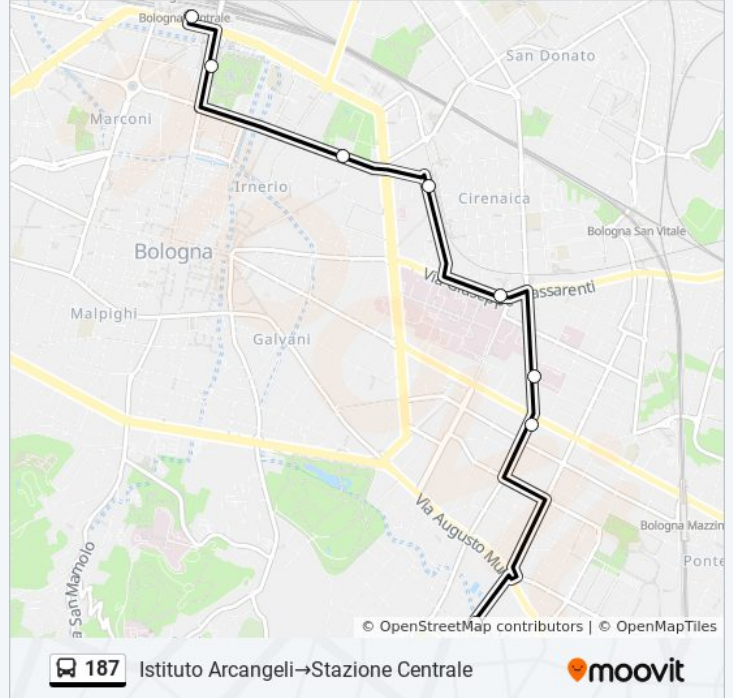 Bologna Centrale
San Donato
Marconi
Irnerio
Cirenaica
Bologna San Vitale
Bologna
Via Giuseppe Massarenti
Malpighi
Galvani
Via Augusto Mu
Bologna Mazzin
Ponte
a San Mamolo
© OpenStreetMap contributors | © OpenMapTiles
187 Istituto Arcangeli→Stazione Centrale
moovit